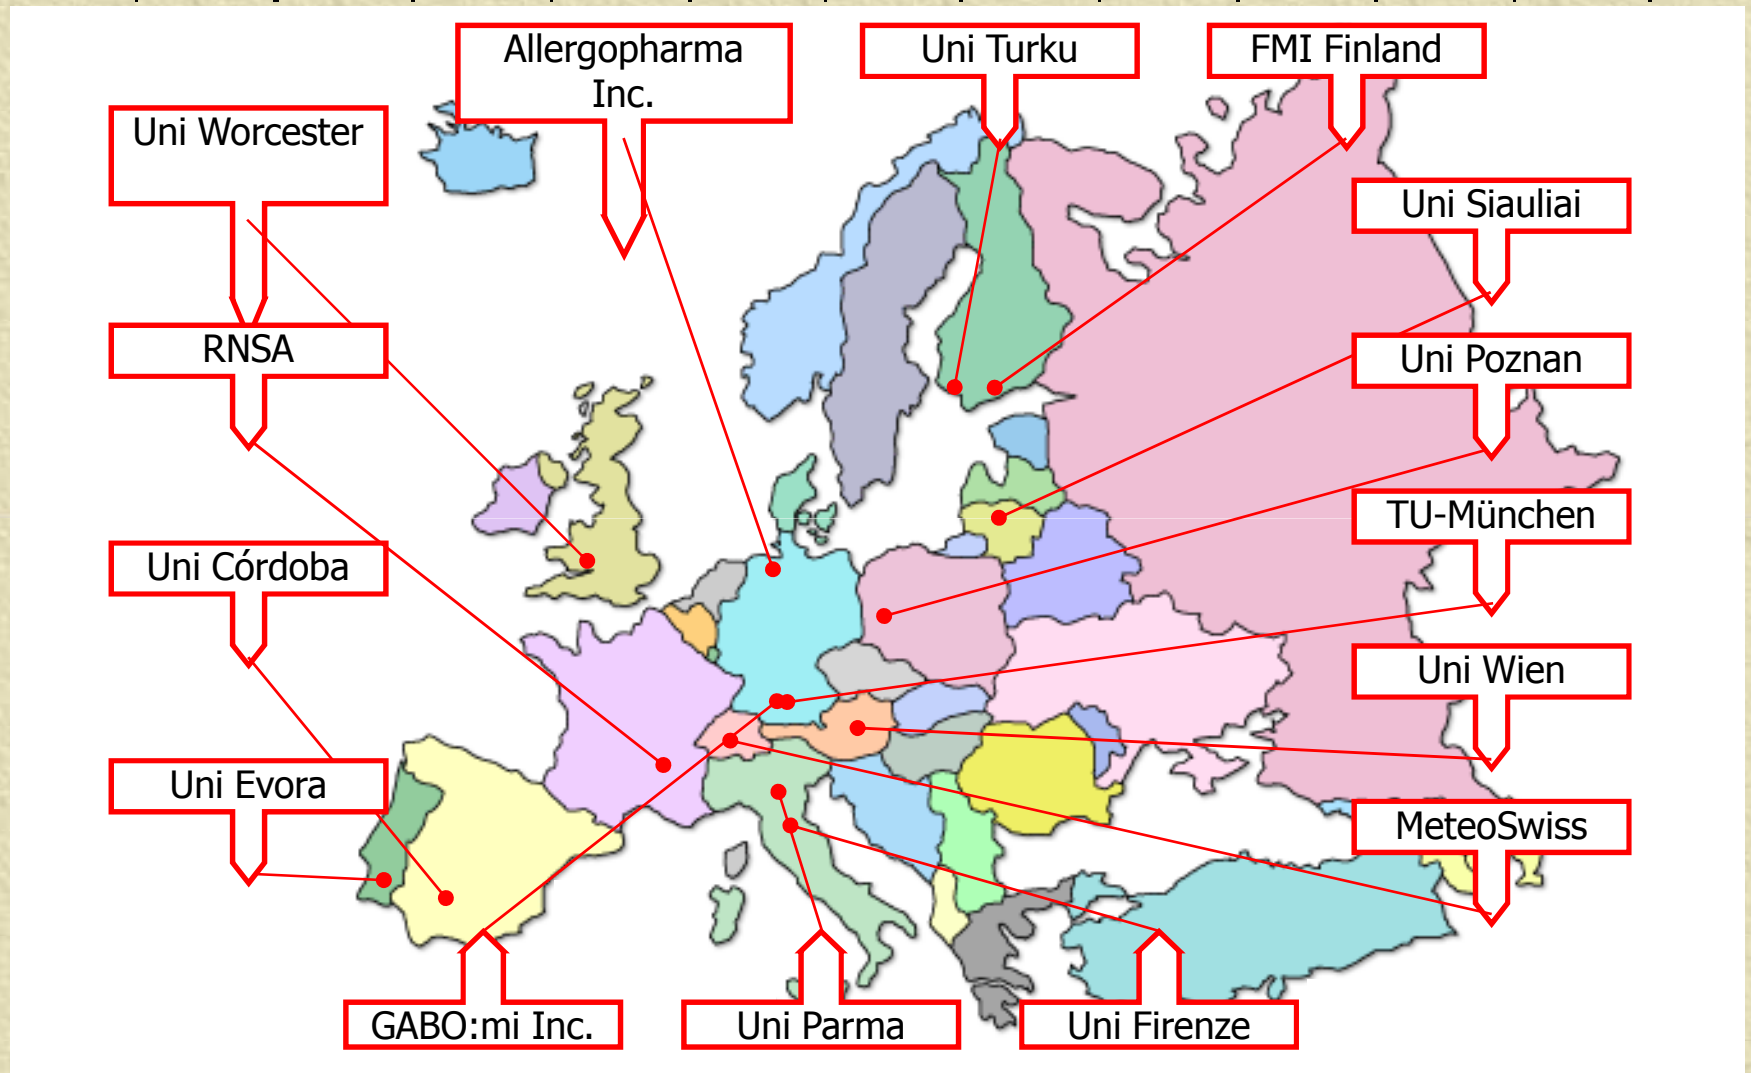 Allergopharma
Inc.
Uni Turku
FMI Finland
Uni Worcester
Uni Siauliai
RNSA
Uni Poznan
TU-München
Uni Córdoba
Uni Wien
Uni Evora
MeteoSwiss
GABO:mi Inc.
Uni Parma
Uni Firenze